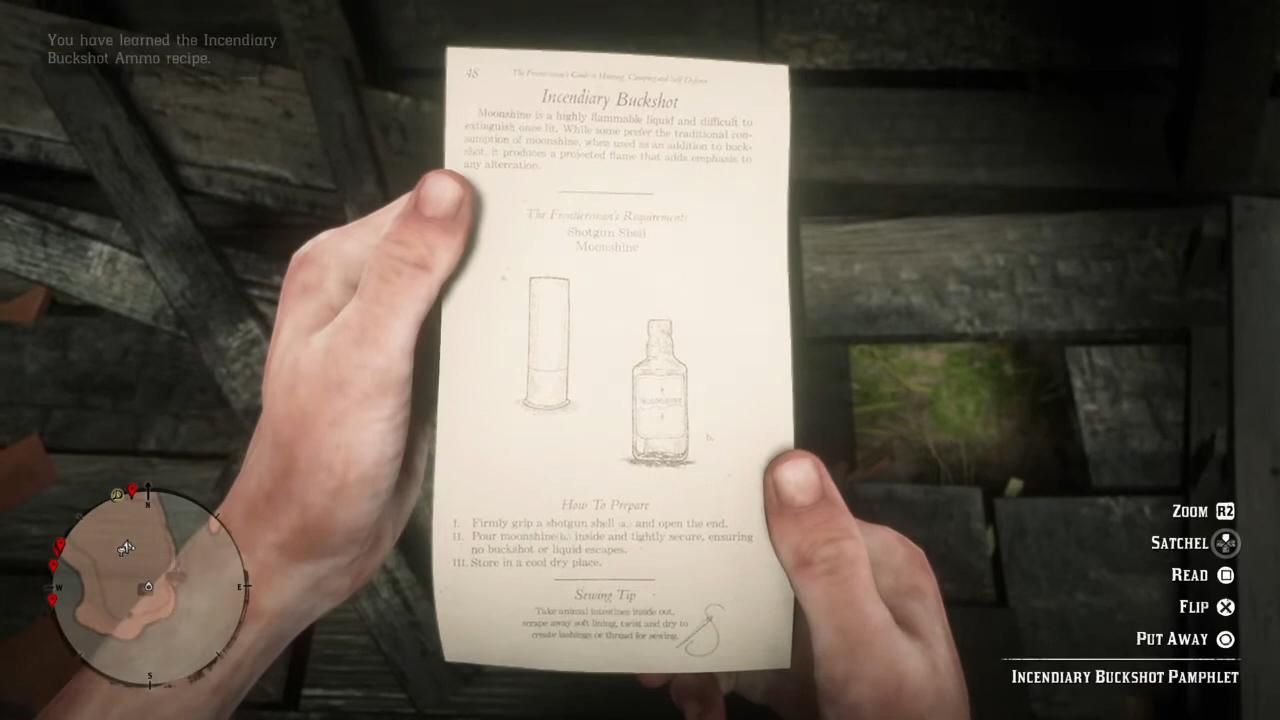 You have learned the Incendiary
Buckshot Ammo recipe.
48
The Frontiersman's Guide to Hunting, Camping and Self Defense
Incendiary Buckshot
Moonshine is a highly flammable liquid and difficult to
extinguish once lit. While some prefer the traditional con-
sumption of moonshine, when used as an addition to buck-
shot, it produces a projected flame that adds emphasis to
any altercation.
The Frontiersman's Requirements
Shotgun Shell
Moonshine
a.
MOONSHINE
b.
How To Prepare
I. Firmly grip a shotgun shell (a.) and open the end.
II. Pour moonshine (b.) inside and tightly secure, ensuring
no buckshot or liquid escapes.
III. Store in a cool dry place.
Sewing Tip
Take animal intestines inside out,
scrape away soft lining, twist and dry to
create lashings or thread for sewing.
N
W
E
S
ZOOM R2
SATCHEL
READ
FLIP
PUT AWAY
INCENDIARY BUCKSHOT PAMPHLET